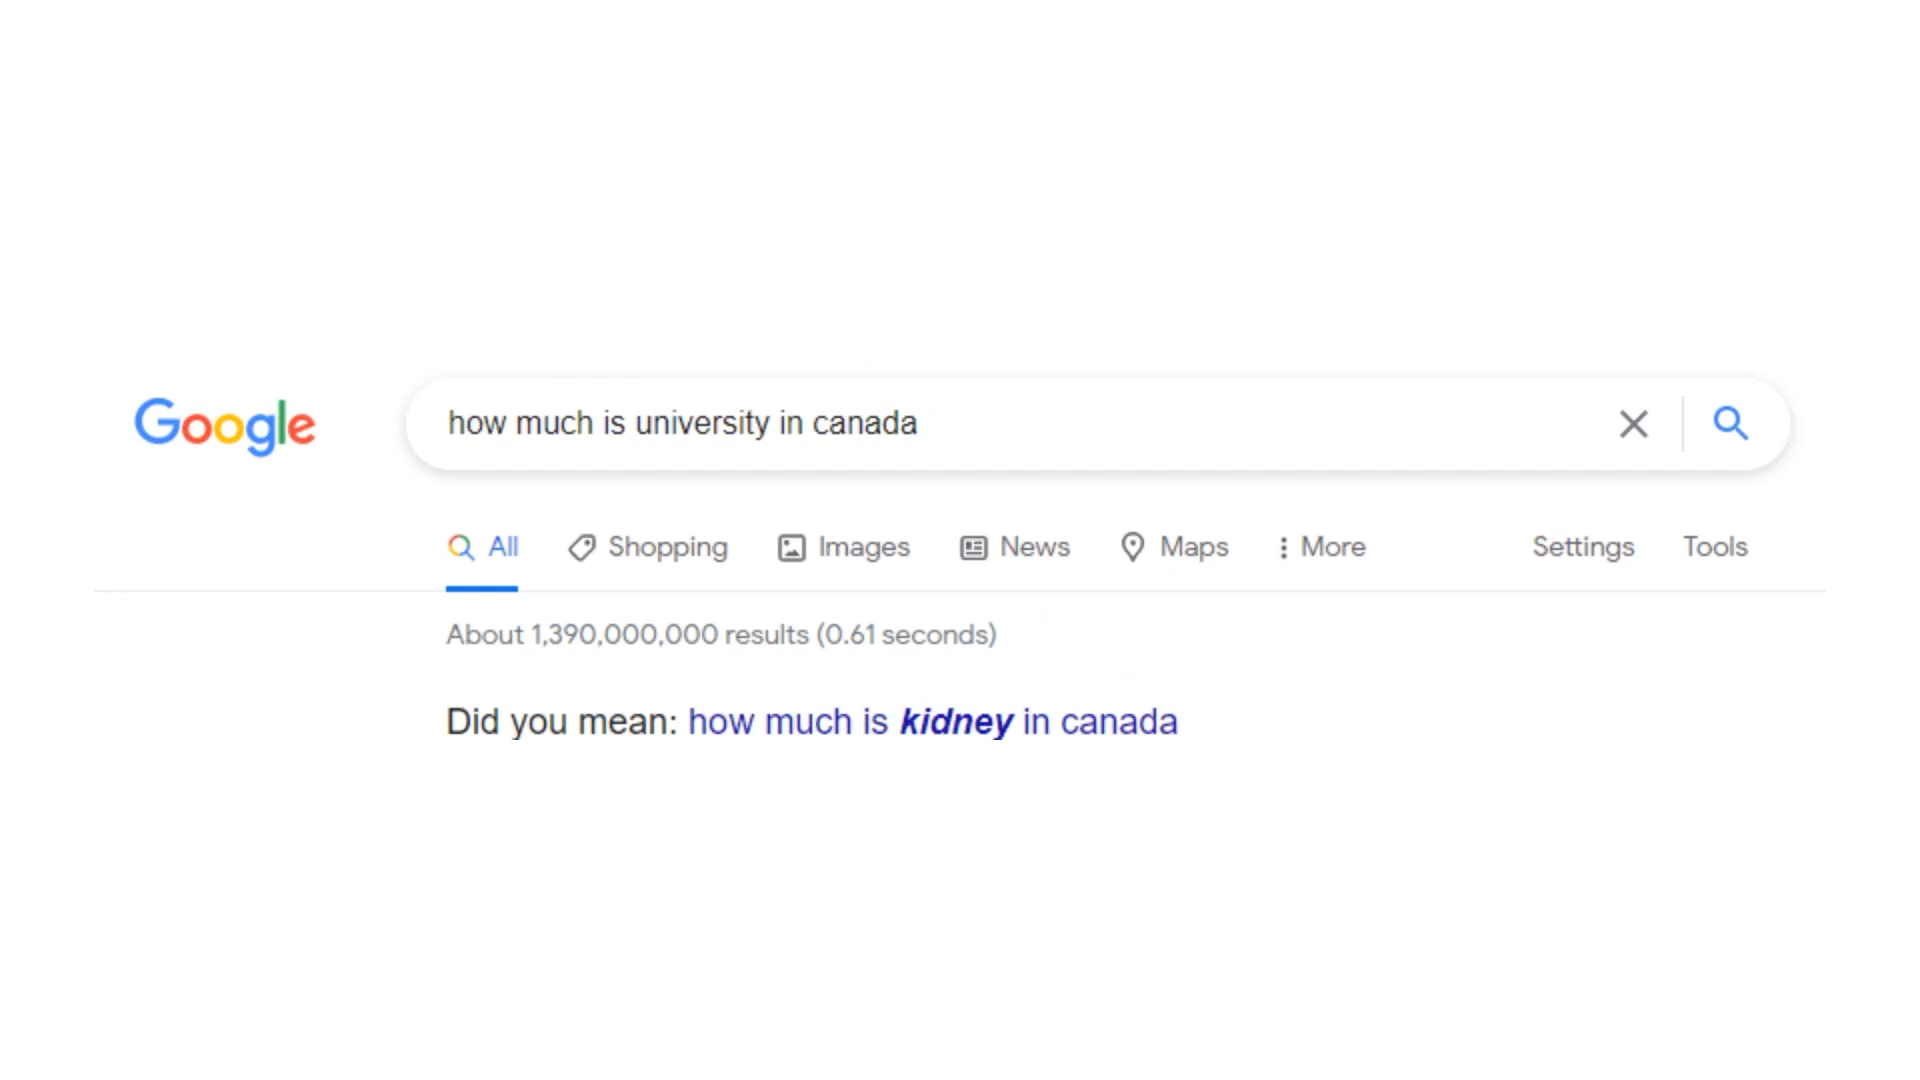 Google how much is university in canada
All Shopping Images News Maps More Settings Tools
About 1,390,000,000 results (0.61 seconds)
Did you mean: how much is kidney in canada